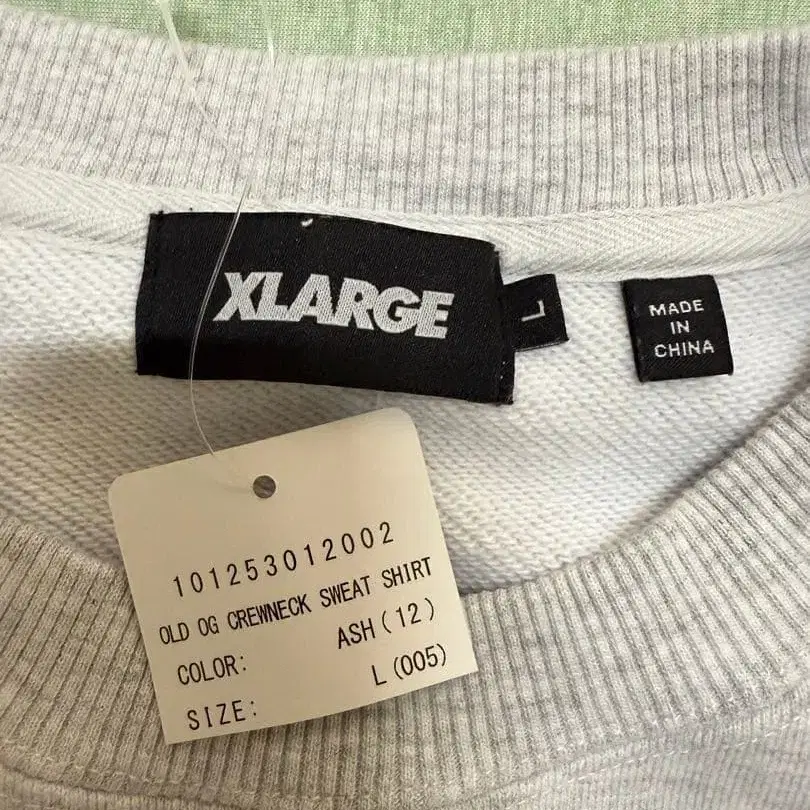 XLARGE
L
MADE
IN
CHINA
101253012002
OLD OG CREWNECK SWEAT SHIRT
COLOR: ASH(12)
SIZE: L(005)